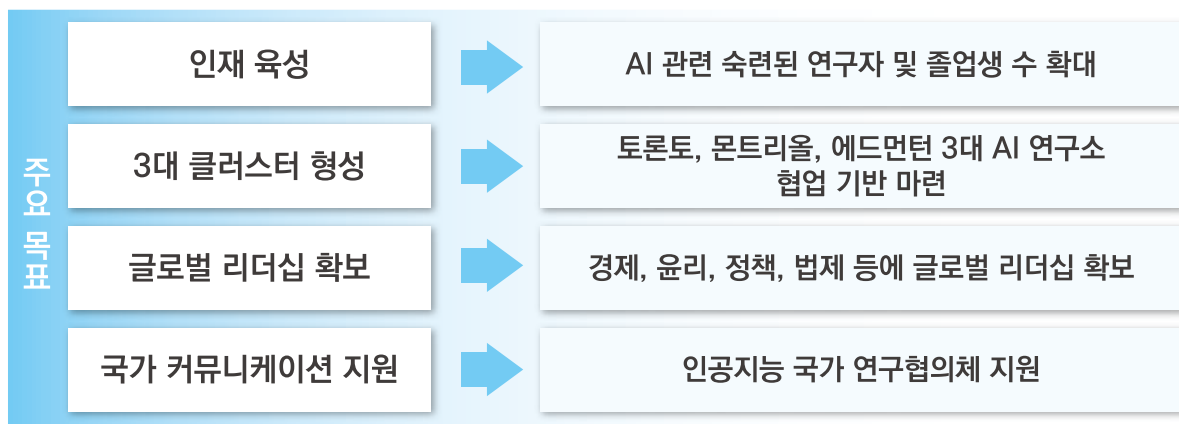 주요 목표
인재 육성
AI 관련 숙련된 연구자 및 졸업생 수 확대
3대 클러스터 형성
토론토, 몬트리올, 에드먼턴 3대 AI 연구소
협업 기반 마련
글로벌 리더십 확보
경제, 윤리, 정책, 법제 등에 글로벌 리더십 확보
국가 커뮤니케이션 지원
인공지능 국가 연구협의체 지원